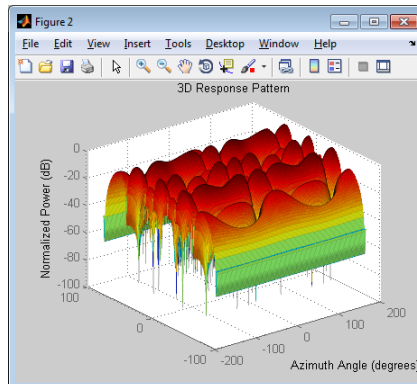 Figure 2
File Edit View Insert Tools Desktop Window Help
3D Response Pattern
Normalized Power (dB)
0
-20
-40
-60
-80
-100
100
0
-100
-200
-100
0
100
200
Azimuth Angle (degrees)